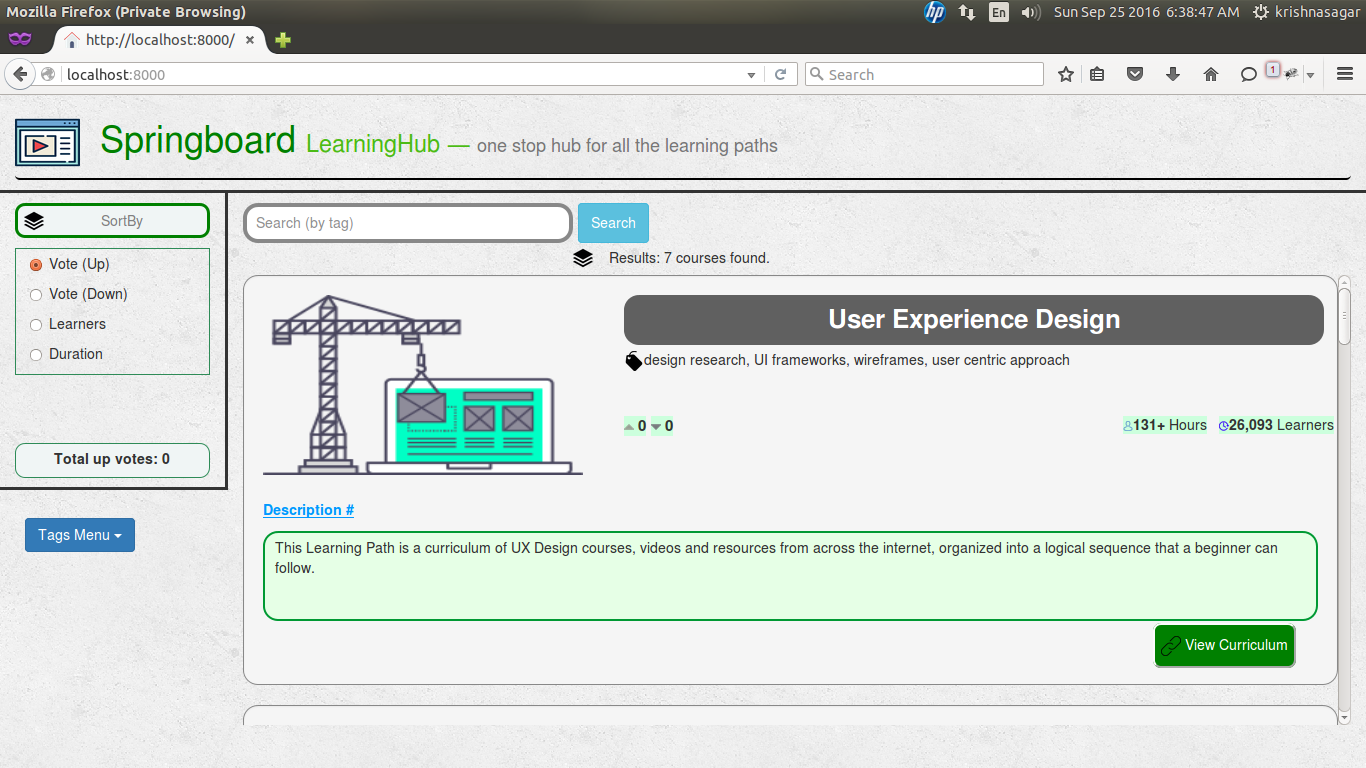 Mozilla Firefox (Private Browsing)
En
Sun Sep 25 2016 6:38:47 AM
krishnasagar
http://localhost:8000/
localhost:8000
Search
1
Springboard LearningHub — one stop hub for all the learning paths
SortBy
Search (by tag)
Search
Results: 7 courses found.
Vote (Up)
Vote (Down)
Learners
Duration
Total up votes: 0
Tags Menu
User Experience Design
design research, UI frameworks, wireframes, user centric approach
0 0
131+ Hours 26,093 Learners
Description #
This Learning Path is a curriculum of UX Design courses, videos and resources from across the internet, organized into a logical sequence that a beginner can
follow.
View Curriculum